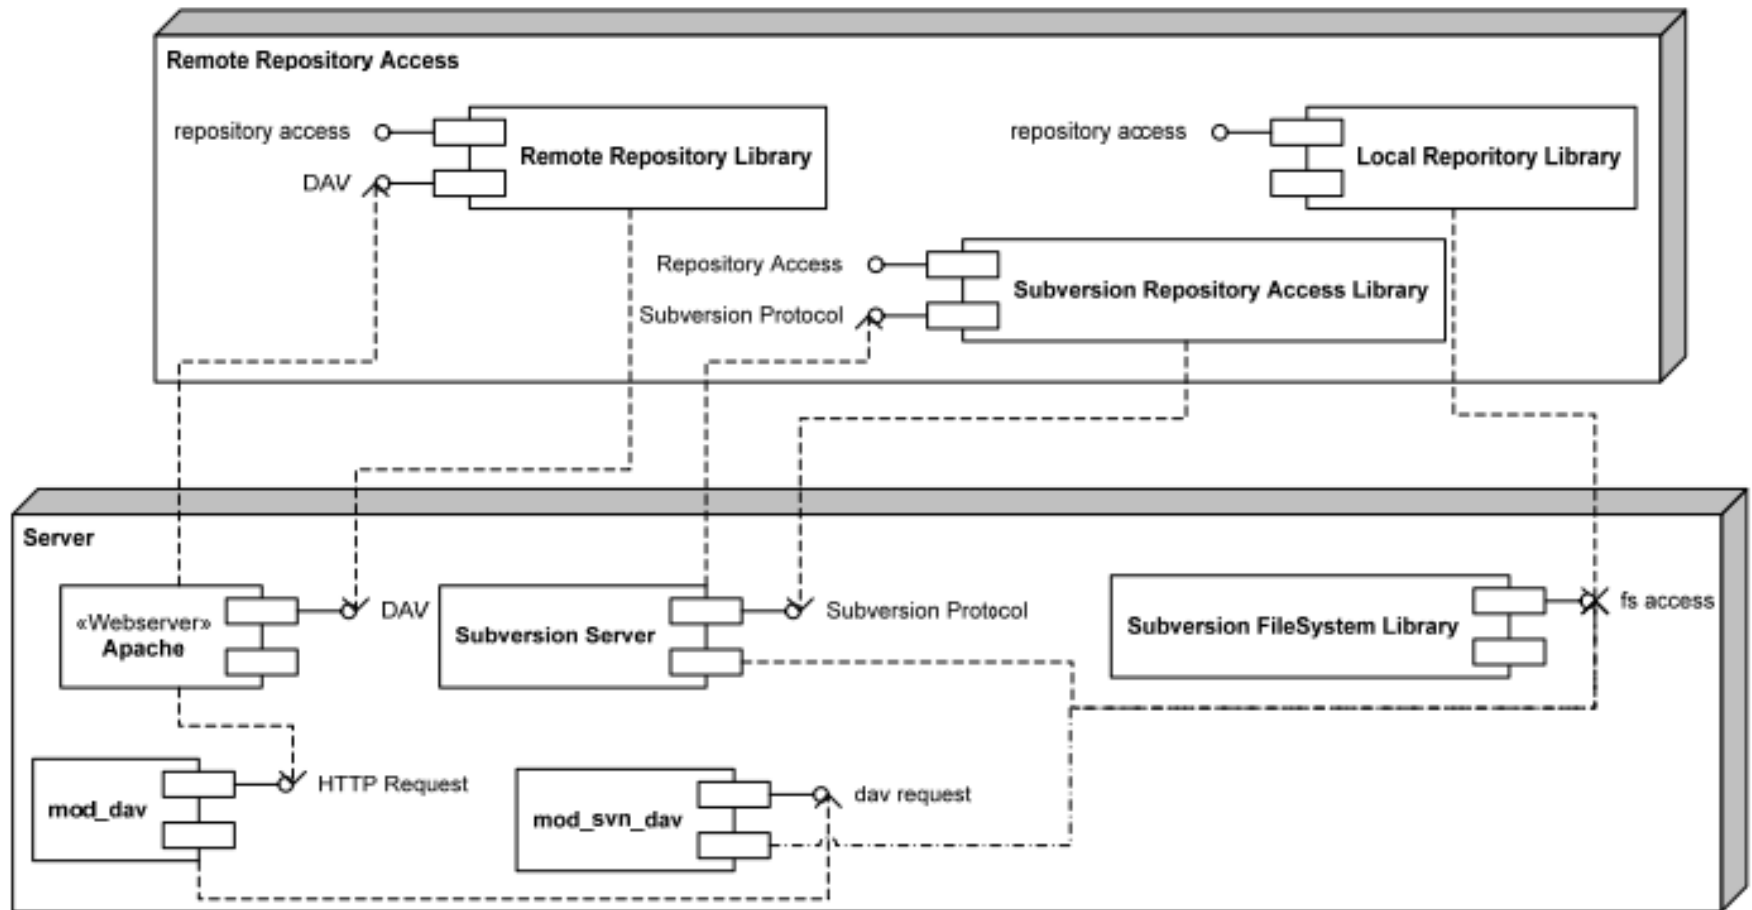 Remote Repository Access
repository access
Remote Repository Library
DAV
repository access
Local Reporitory Library
Repository Access
Subversion Repository Access Library
Subversion Protocol
Server
«Webserver»
Apache
DAV
Subversion Server
Subversion Protocol
Subversion FileSystem Library
fs access
mod_dav
HTTP Request
mod_svn_dav
dav request